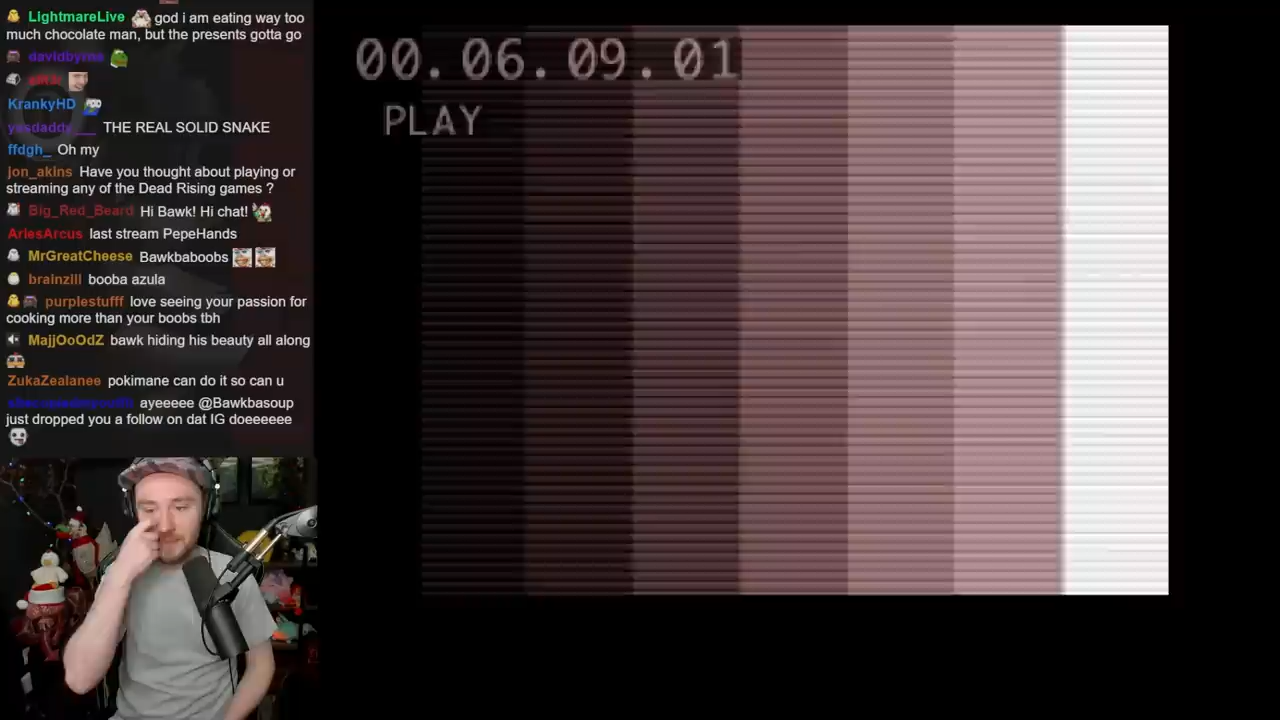 LightmareLive god i am eating way too
much chocolate man, but the presents gotta go
davidbyrne
KrankyHD
THE REAL SOLID SNAKE
ffdgh_ Oh my
jon_akins Have you thought about playing or
streaming any of the Dead Rising games ?
Big_Red_Beard Hi Bawk! Hi chat!
AriesArcus last stream PepeHands
MrGreatCheese Bawkbaboobs
brainzill booba azula
purplestufff love seeing your passion for
cooking more than your boobs tbh
MajjOoOdZ bawk hiding his beauty all along
ZukaZealanee pokimane can do it so can u
ayeeeee @Bawkbasoup
just dropped you a follow on dat IG doeeeeee
00.06.09.01
PLAY